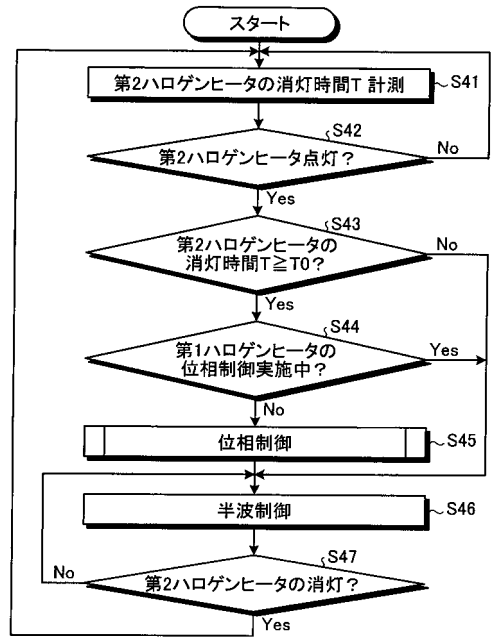 スタート
第2ハロゲンヒータの消灯時間T 計測
S41
S42
第2ハロゲンヒータ点灯？
No
Yes
S43
第2ハロゲンヒータの
消灯時間T≧T0？
No
Yes
S44
第1ハロゲンヒータの
位相制御実施中？
Yes
No
位相制御
S45
半波制御
S46
S47
第2ハロゲンヒータの消灯？
No
Yes